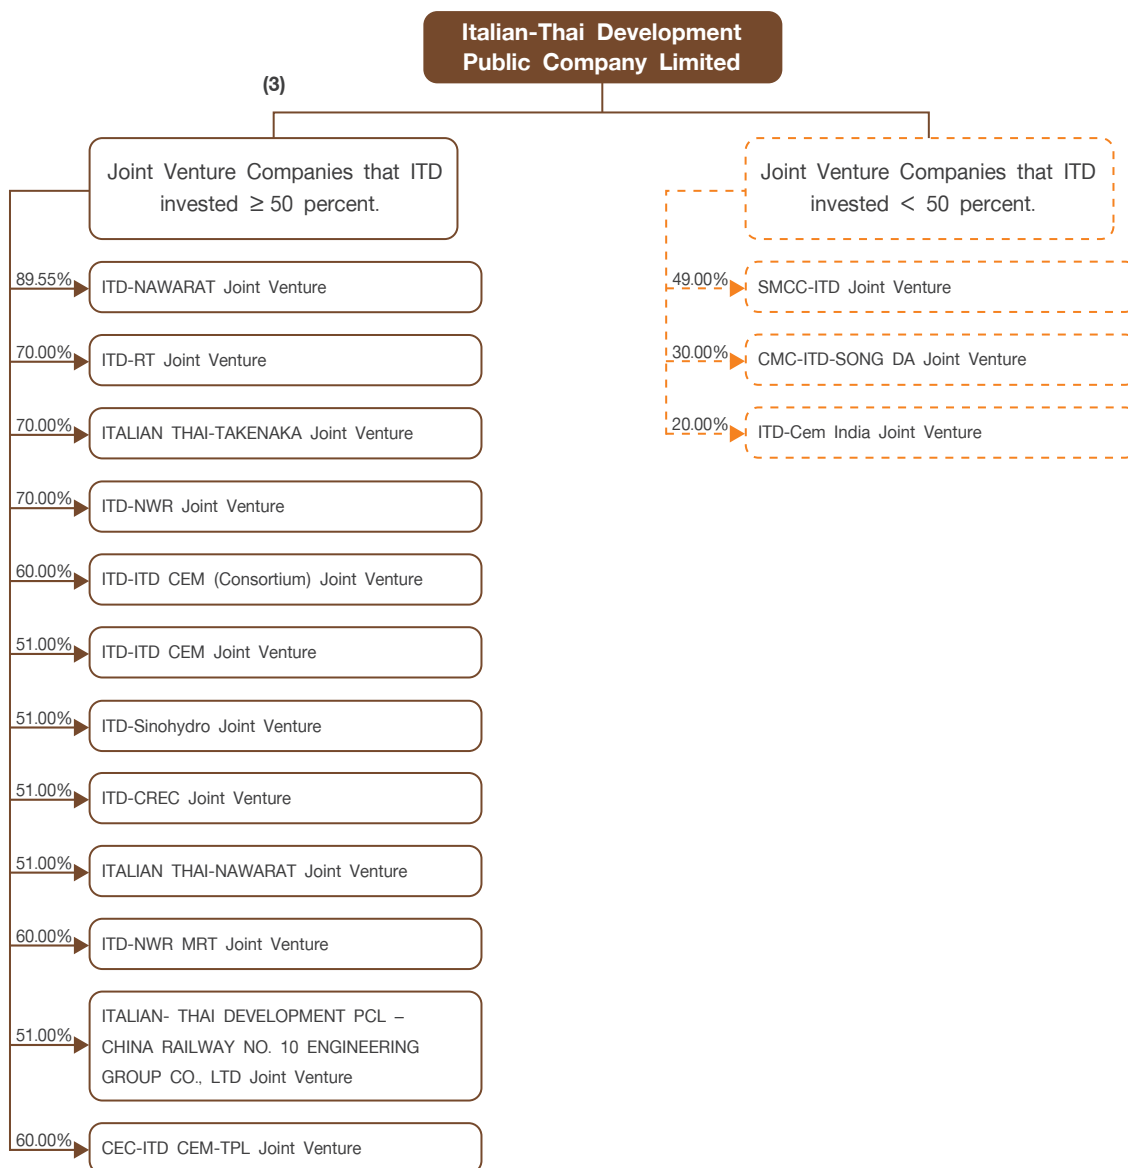 Italian-Thai Development
Public Company Limited
(3)
Joint Venture Companies that ITD
invested ≥ 50 percent.
89.55%
ITD-NAWARAT Joint Venture
70.00%
ITD-RT Joint Venture
70.00%
ITALIAN THAI-TAKENAKA Joint Venture
70.00%
ITD-NWR Joint Venture
60.00%
ITD-ITD CEM (Consortium) Joint Venture
51.00%
ITD-ITD CEM Joint Venture
51.00%
ITD-Sinohydro Joint Venture
51.00%
ITD-CREC Joint Venture
51.00%
ITALIAN THAI-NAWARAT Joint Venture
60.00%
ITD-NWR MRT Joint Venture
51.00%
ITALIAN- THAI DEVELOPMENT PCL –
CHINA RAILWAY NO. 10 ENGINEERING
GROUP CO., LTD Joint Venture
60.00%
CEC-ITD CEM-TPL Joint Venture
Joint Venture Companies that ITD
invested < 50 percent.
49.00%
SMCC-ITD Joint Venture
30.00%
CMC-ITD-SONG DA Joint Venture
20.00%
ITD-Cem India Joint Venture